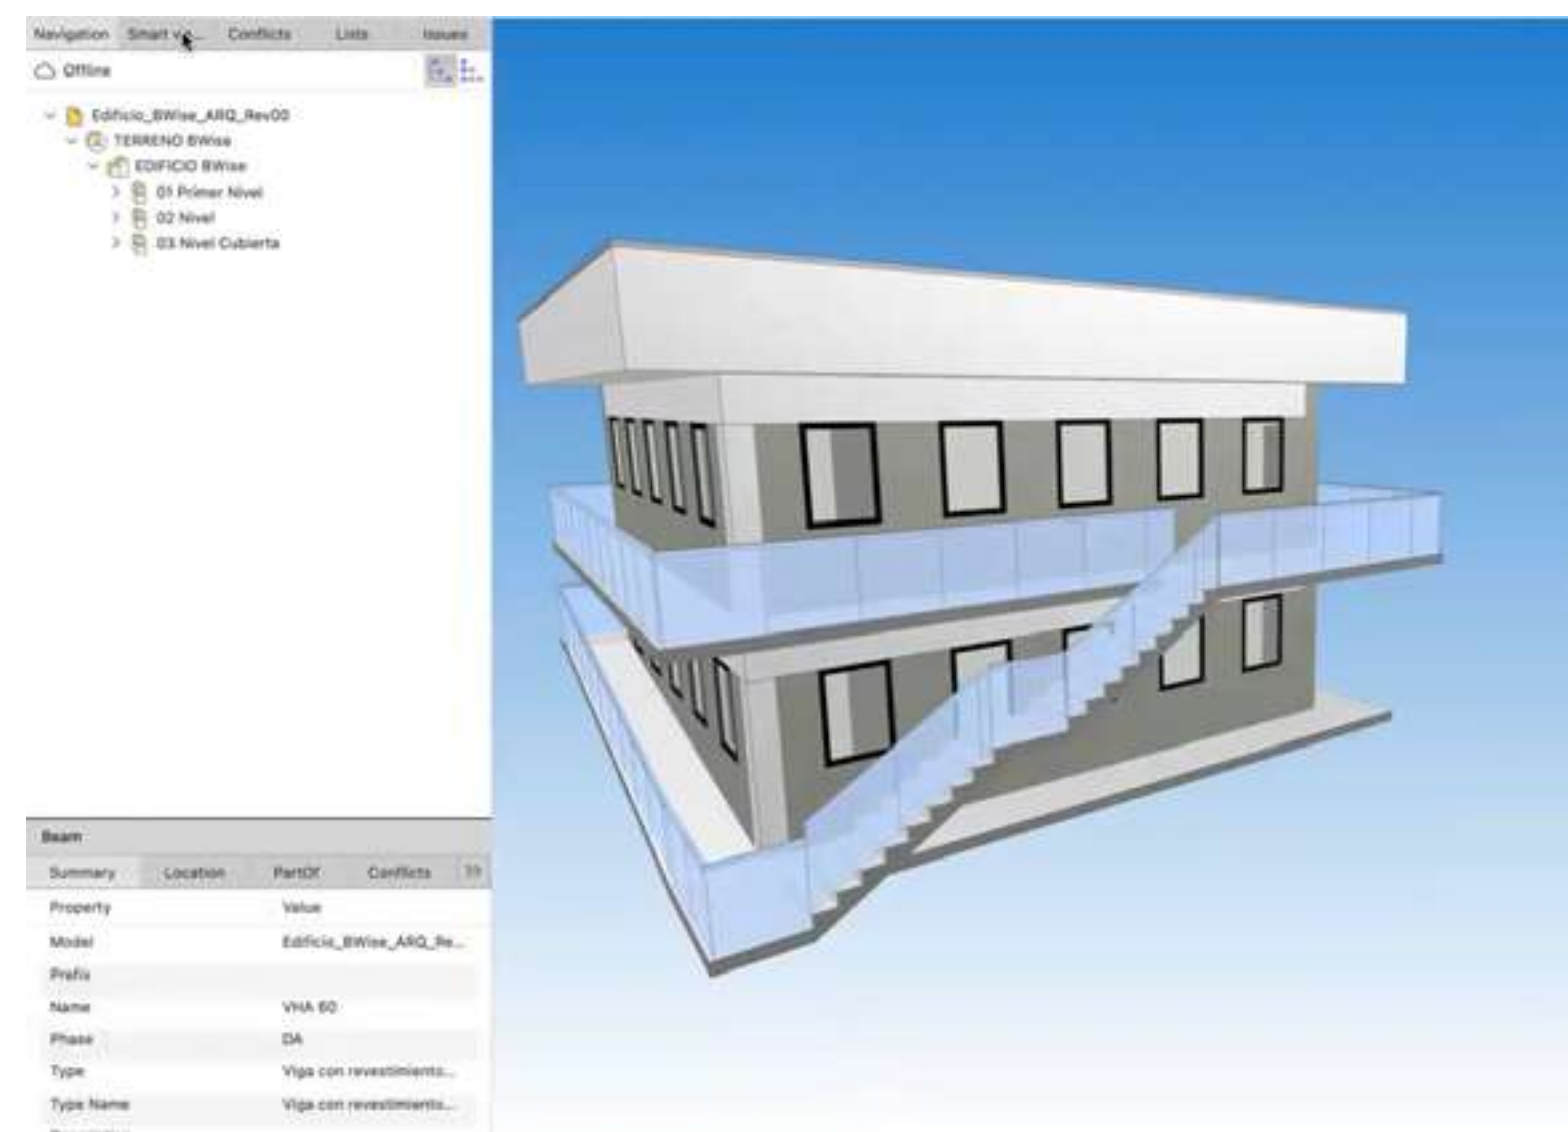 Navigation Smart v... Conflicts Lists Issues
Offline
Edificio_BWise_ARQ_Rev00
TERRENO BWise
EDIFICIO BWise
01 Primer Nivel
02 Nivel
03 Nivel Cubierta
Beam
Summary Location PartOf Conflicts
Property Value
Model Edificio_BWise_ARQ_Re...
Prefix
Name VHA 60
Phase DA
Type Viga con revestimiento...
Type Name Viga con revestimiento...